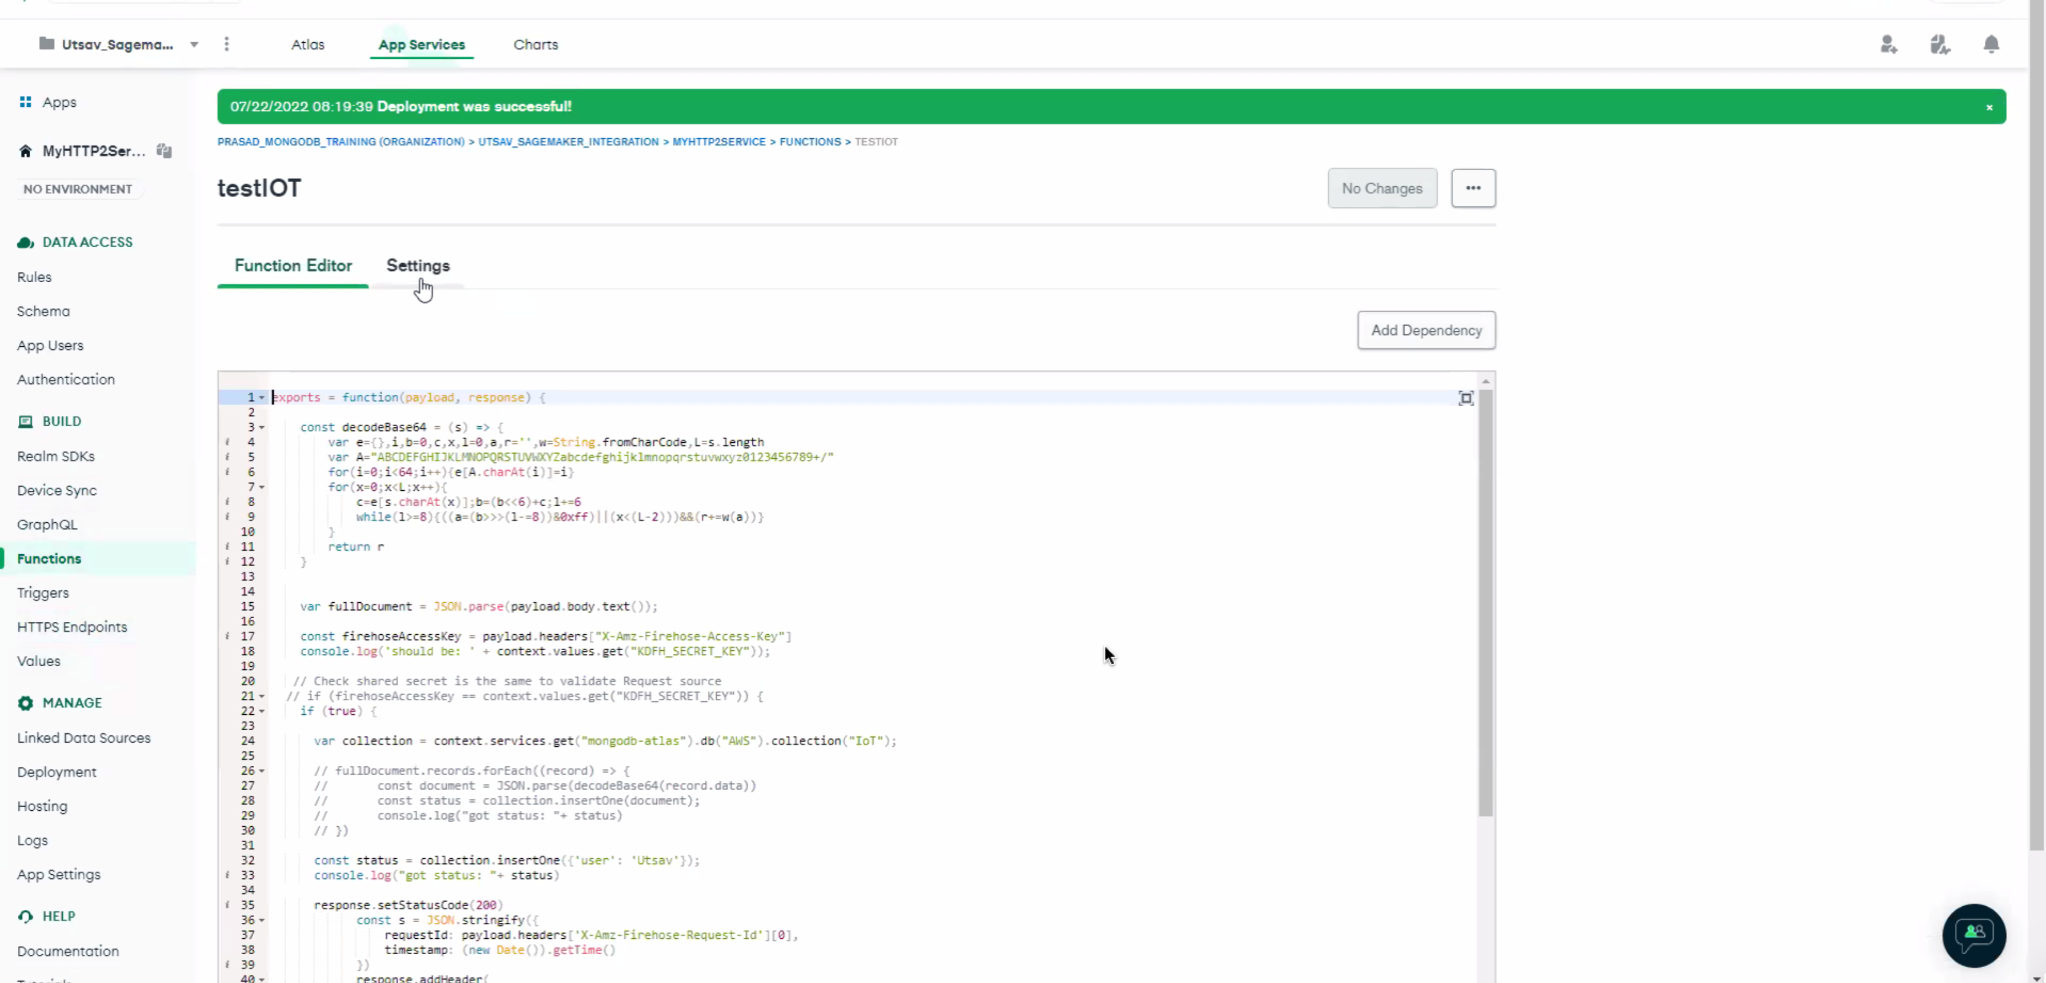 Utsav_Sagema...
Atlas
App Services
Charts
Apps
MyHTTP2Ser...
NO ENVIRONMENT
DATA ACCESS
Rules
Schema
App Users
Authentication
BUILD
Realm SDKs
Device Sync
GraphQL
Functions
Triggers
HTTPS Endpoints
Values
MANAGE
Linked Data Sources
Deployment
Hosting
Logs
App Settings
HELP
Documentation
07/22/2022 08:19:39 Deployment was successful!
PRASAD_MONGODB_TRAINING (ORGANIZATION) > UTSAV_SAGEMAKER_INTEGRATION > MYHTTP2SERVICE > FUNCTIONS > TESTIOT
testIOT
No Changes
Function Editor
Settings
Add Dependency
1 exports = function(payload, response) {
2
3 const decodeBase64 = (s) => {
4 var e={},i,b=0,c,x,l=0,a,r='',w=String.fromCharCode,L=s.length
5 var A="ABCDEFGHIJKLMNOPQRSTUVWXYZabcdefghijklmnopqrstuvwxyz0123456789+/"
6 for(i=0;i<64;i++){e[A.charAt(i)]=i}
7 for(x=0;x<L;x++){
8 c=e[s.charAt(x)];b=(b<<6)+c;l+=6
9 while(l>=8){((a=(b>>>(l-=8))&0xff)||(x<(L-2)))&&(r+=w(a))}
10 }
11 return r
12 }
13
14
15 var fullDocument = JSON.parse(payload.body.text());
16
17 const firehoseAccessKey = payload.headers["X-Amz-Firehose-Access-Key"]
18 console.log('should be: ' + context.values.get("KDFH_SECRET_KEY"));
19
20 // Check shared secret is the same to validate Request source
21 // if (firehoseAccessKey == context.values.get("KDFH_SECRET_KEY")) {
22 if (true) {
23
24 var collection = context.services.get("mongodb-atlas").db("AWS").collection("IoT");
25
26 // fullDocument.records.forEach((record) => {
27 // const document = JSON.parse(decodeBase64(record.data))
28 // const status = collection.insertOne(document);
29 // console.log("got status: "+ status)
30 // })
31
32 const status = collection.insertOne({'user': 'Utsav'});
33 console.log("got status: "+ status)
34
35 response.setStatusCode(200)
36 const s = JSON.stringify({
37 requestId: payload.headers['X-Amz-Firehose-Request-Id'][0],
38 timestamp: (new Date()).getTime()
39 })
40 response.addHeader(